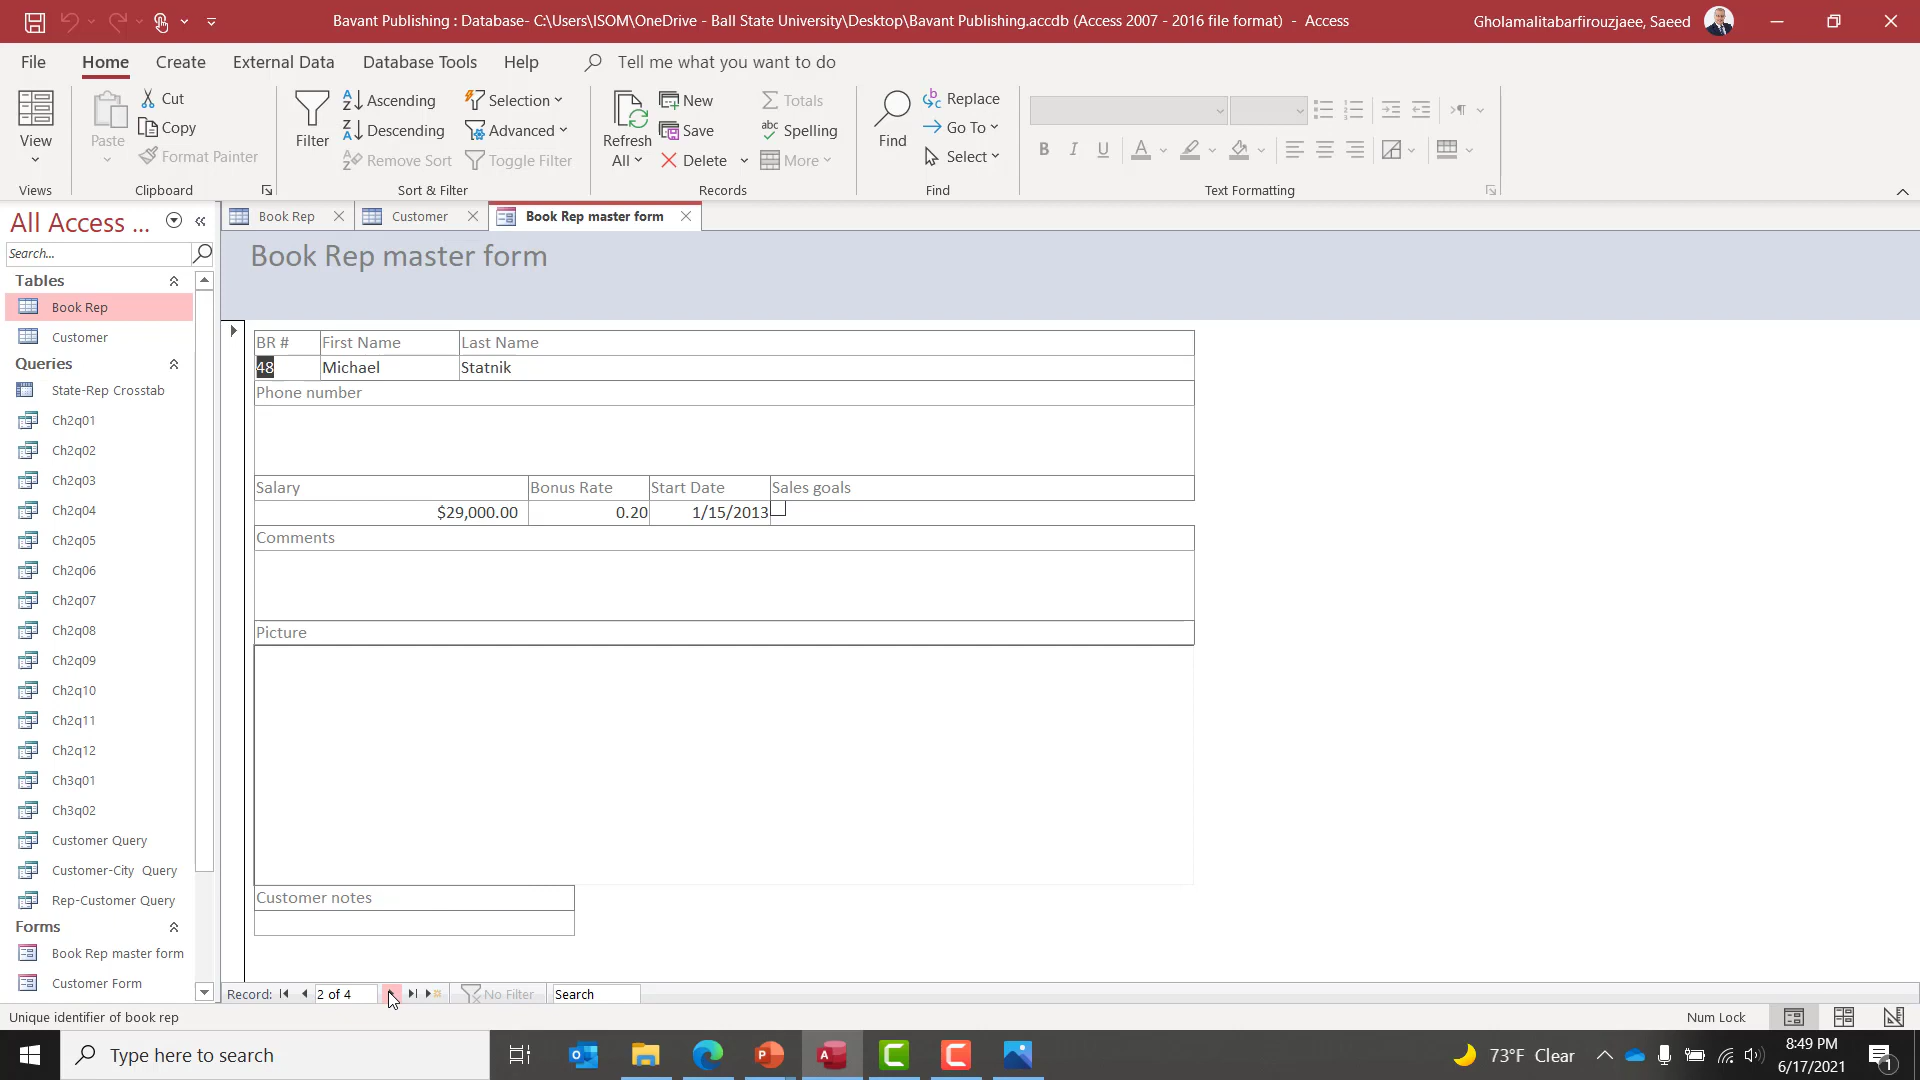 Bavant Publishing : Database- C:\Users\ISOM\OneDrive - Ball State University\Desktop\Bavant Publishing.accdb (Access 2007 - 2016 file format) - Access
Gholamalitabarfirouzjaee, Saeed
File Home Create External Data Database Tools Help Tell me what you want to do
View
Views
Paste
Cut
Copy
Format Painter
Clipboard
Filter
Ascending
Descending
Remove Sort
Selection
Advanced
Toggle Filter
Sort & Filter
Refresh
All
New
Save
Delete
Totals
Spelling
More
Records
Find
Replace
Go To
Select
Find
B I U A
Text Formatting
All Access ...
Search...
Tables
Book Rep
Customer
Queries
State-Rep Crosstab
Ch2q01
Ch2q02
Ch2q03
Ch2q04
Ch2q05
Ch2q06
Ch2q07
Ch2q08
Ch2q09
Ch2q10
Ch2q11
Ch2q12
Ch3q01
Ch3q02
Customer Query
Customer-City Query
Rep-Customer Query
Forms
Book Rep master form
Customer Form
Book Rep Customer Book Rep master form
Book Rep master form
BR # First Name Last Name
48 Michael Statnik
Phone number
Salary Bonus Rate Start Date Sales goals
$29,000.00 0.20 1/15/2013
Comments
Picture
Customer notes
Record: 2 of 4 No Filter Search
Unique identifier of book rep
Num Lock
Type here to search
73°F Clear
8:49 PM
6/17/2021
1